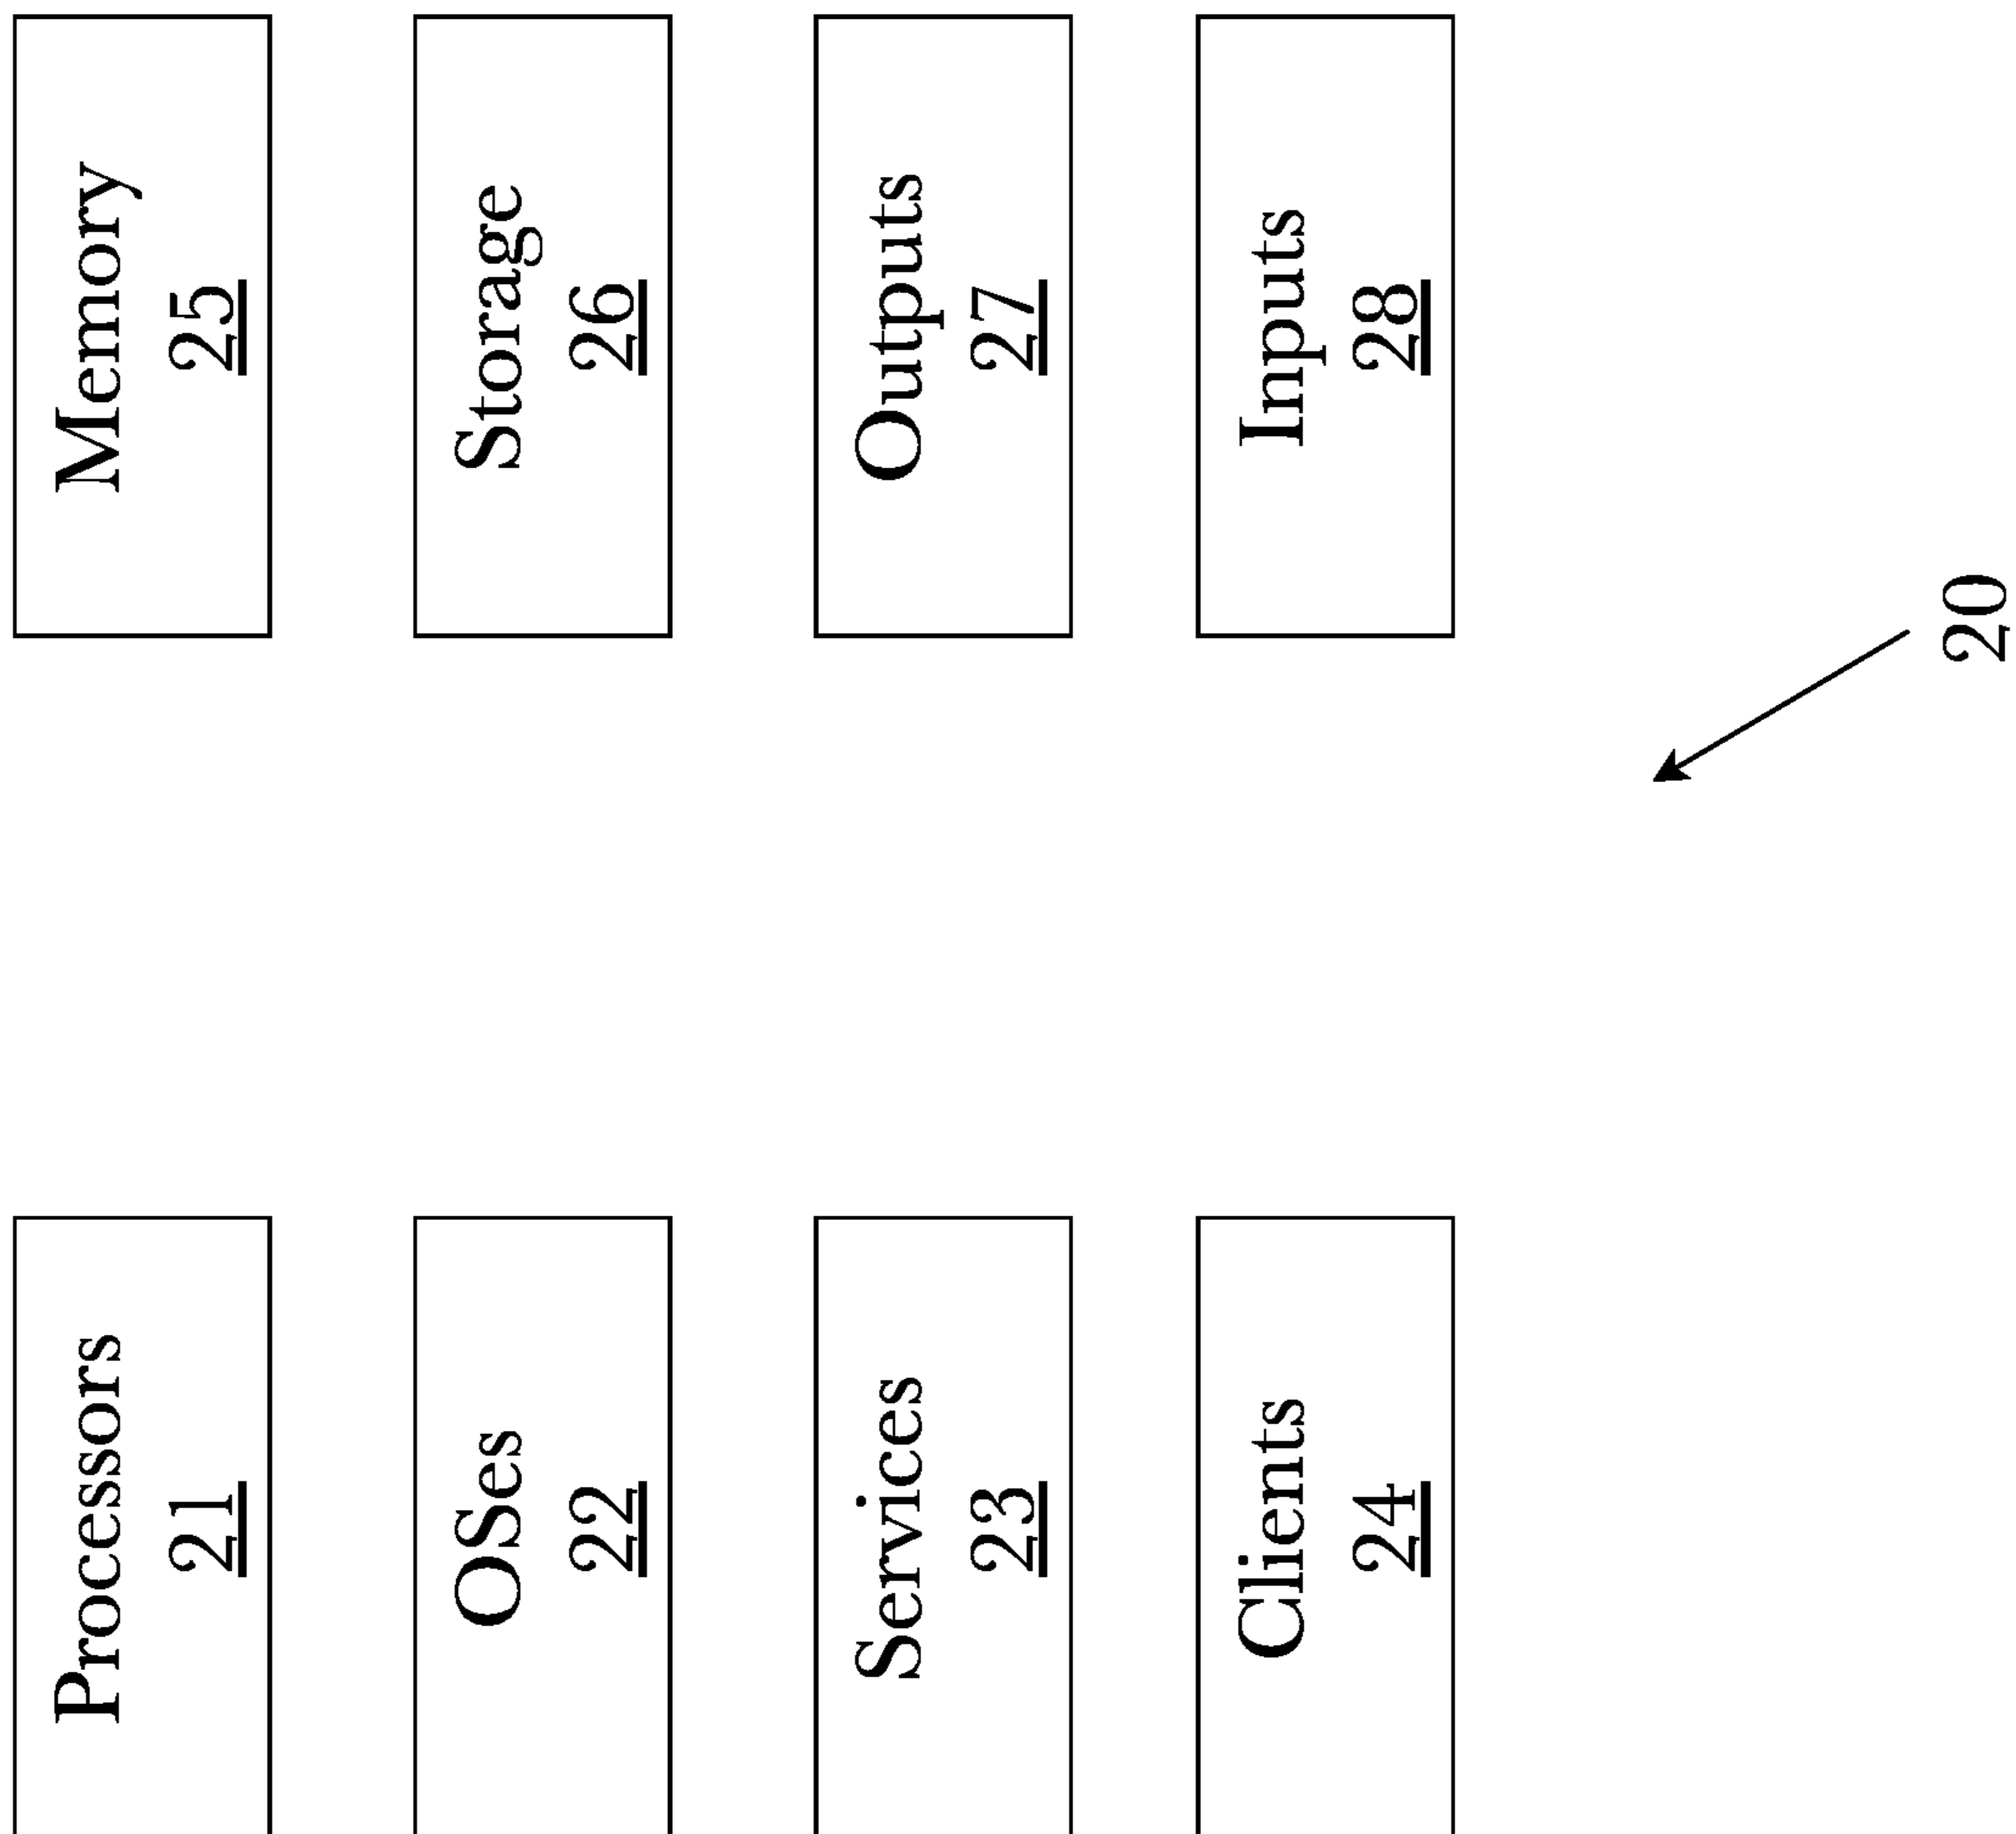 Processors
21
Memory
25
OSes
22
Storage
26
Services
23
Outputs
27
Clients
24
Inputs
28
20